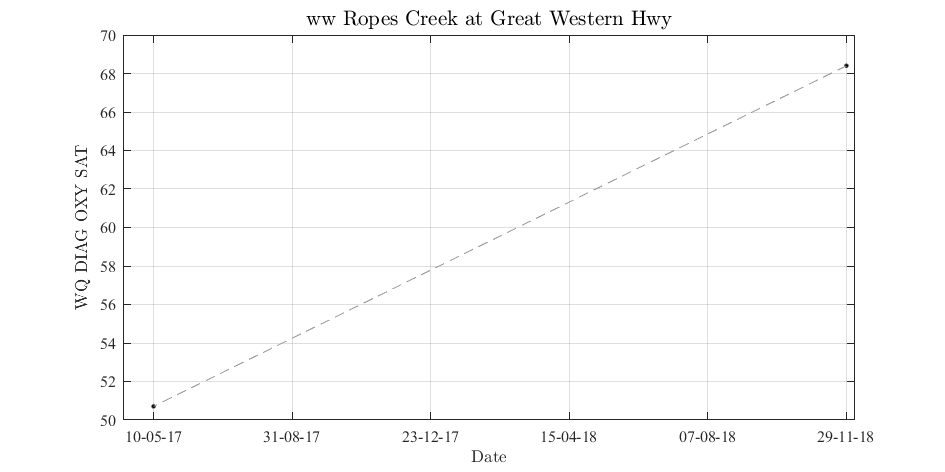 ww Ropes Creek at Great Western Hwy
70
68
66
64
62
60
58
56
54
52
50
WQ DIAG OXY SAT
10-05-17 31-08-17 23-12-17 15-04-18 07-08-18 29-11-18
Date